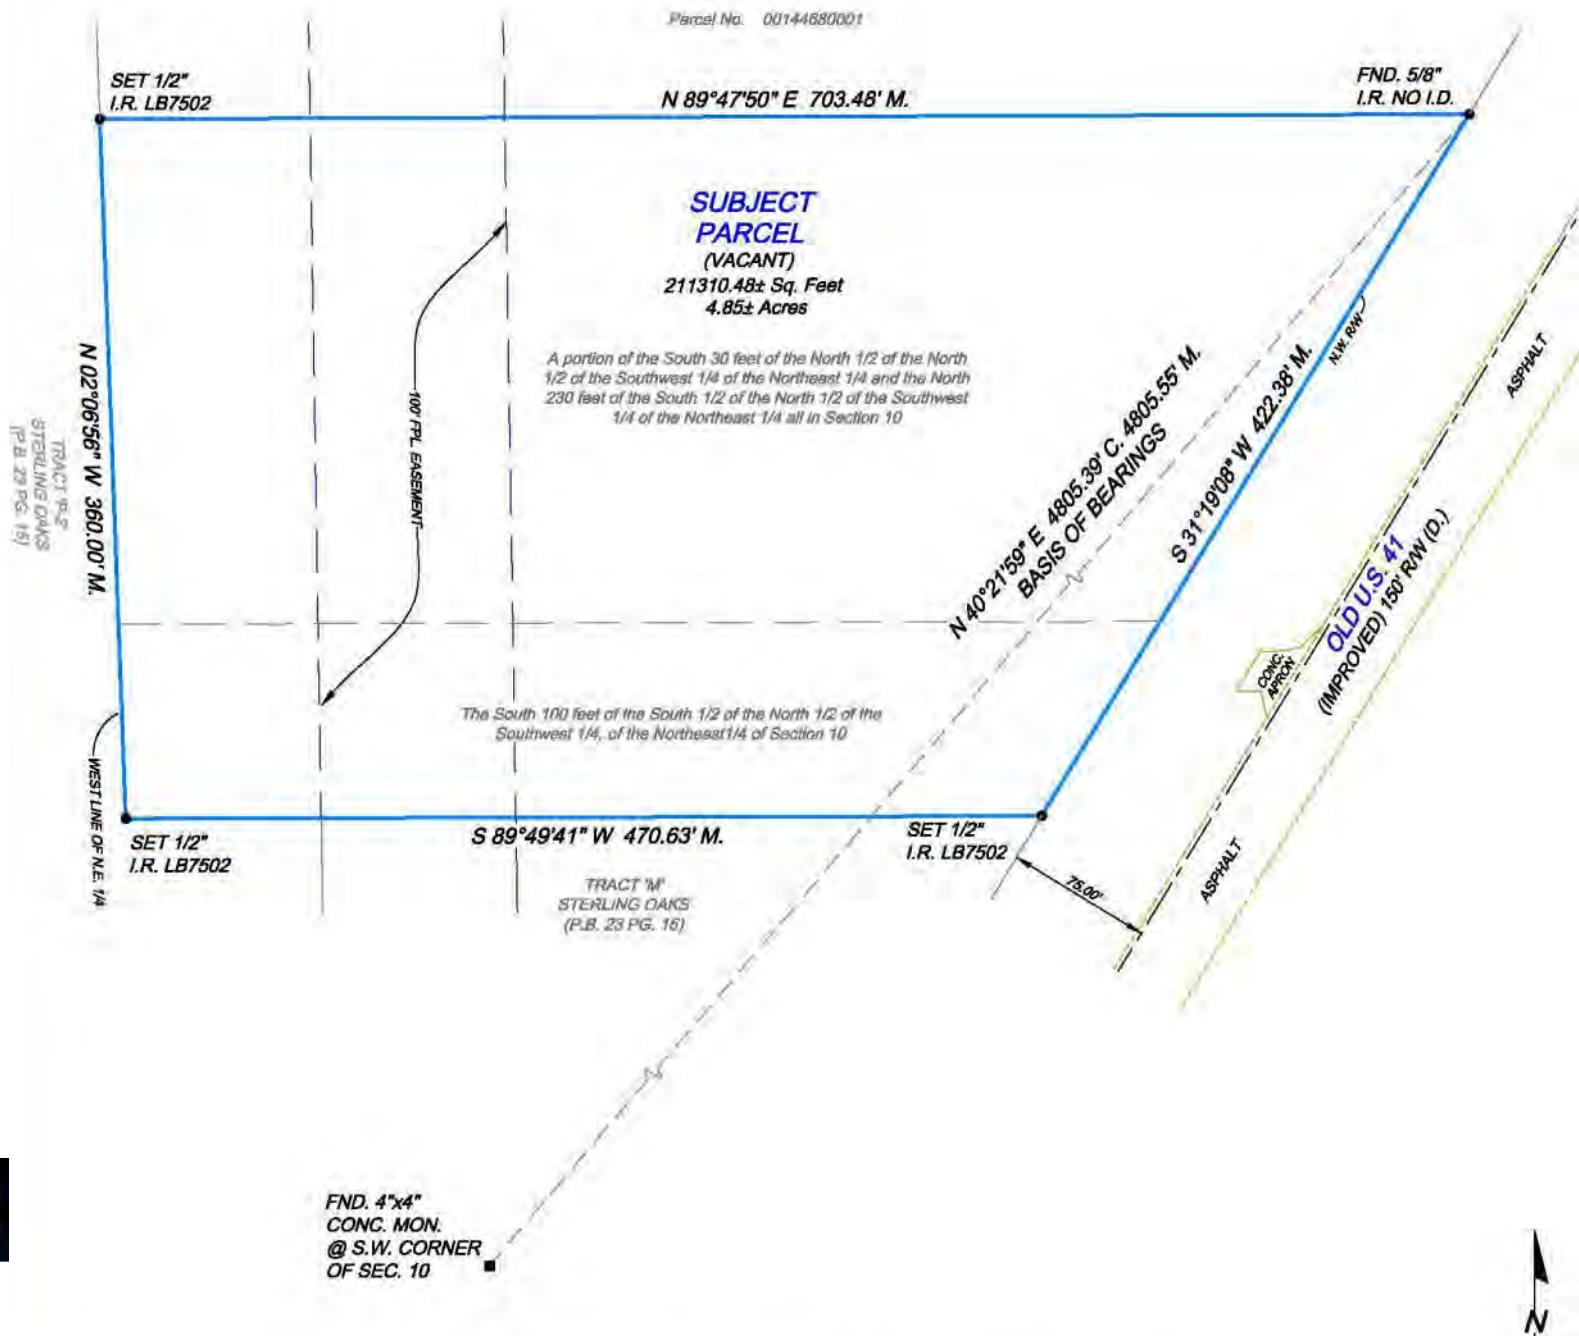 Parcel No. 00144680001
SET 1/2"
I.R. LB7502
N 89°47'50" E 703.48' M.
FND. 5/8"
I.R. NO I.D.
SUBJECT
PARCEL
(VACANT)
211310.48± Sq. Feet
4.85± Acres
A portion of the South 30 feet of the North 1/2 of the North
1/2 of the Southwest 1/4 of the Northeast 1/4 and the North
230 feet of the South 1/2 of the North 1/2 of the Southwest
1/4 of the Northeast 1/4 all in Section 10
N.W. R/W
ASPHALT
N 02°06'56" W 360.00' M.
STERLING OAKS
100' FPL EASEMENT
N 40°21'59" E 4805.39' C. 4805.55' M.
BASIS OF BEARINGS
S 31°19'08" W 422.38' M.
OLD U.S. 41
(IMPROVED) 150' R/W (D.)
CONC.
APRON
The South 100 feet of the South 1/2 of the North 1/2 of the
Southwest 1/4, of the Northeast1/4 of Section 10
WEST LINE OF N.E. 1/4
SET 1/2"
I.R. LB7502
S 89°49'41" W 470.63' M.
SET 1/2"
I.R. LB7502
75.00'
ASPHALT
TRACT 'M'
STERLING OAKS
(P.B. 23 PG. 15)
FND. 4"x4"
CONC. MON.
@ S.W. CORNER
OF SEC. 10
N